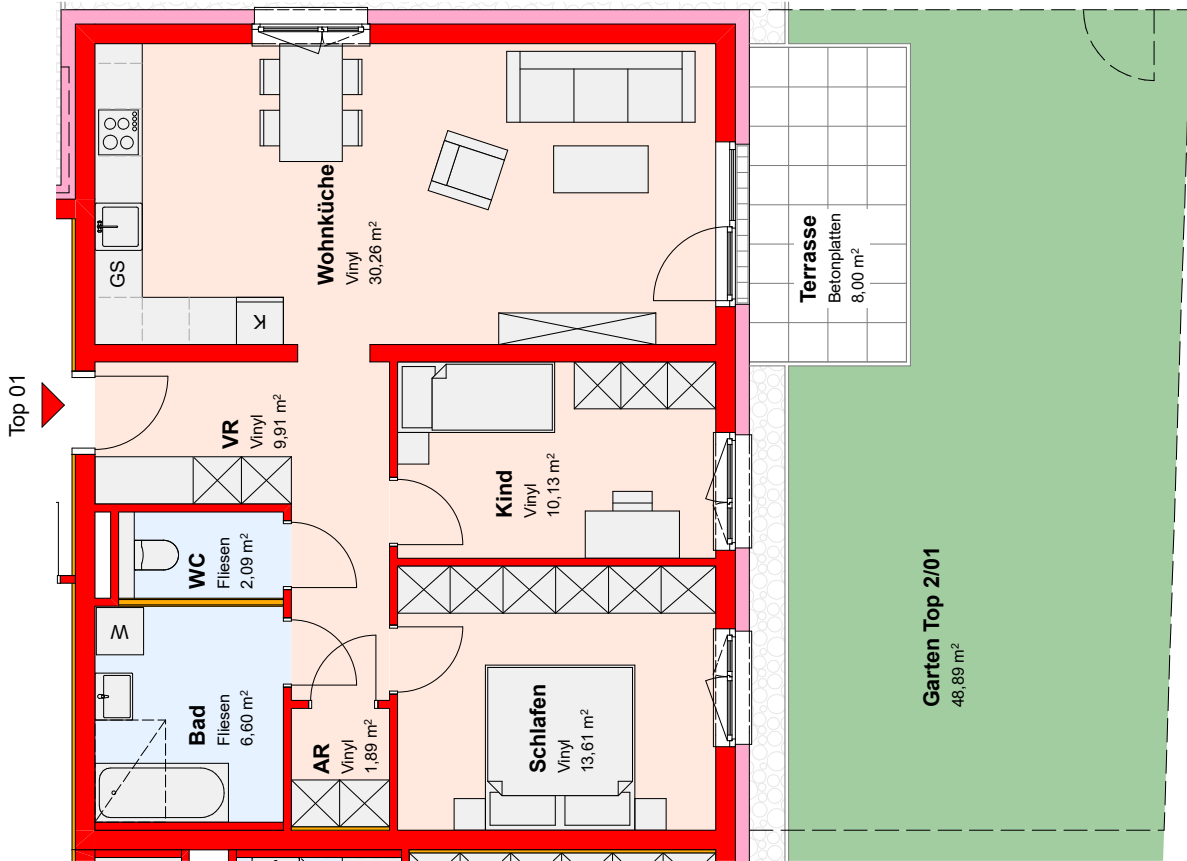 Top 01
Wohnküche
Vinyl
30,26 m²
GS
K
Terrasse
Betonplatten
8,00 m²
VR
Vinyl
9,91 m²
Kind
Vinyl
10,13 m²
WC
Fliesen
2,09 m²
W
Bad
Fliesen
6,60 m²
AR
Vinyl
1,89 m²
Schlafen
Vinyl
13,61 m²
Garten Top 2/01
48,89 m²